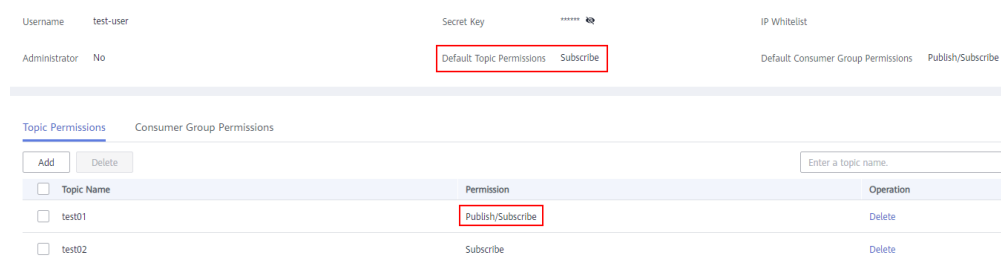 Username test-user Secret Key ****** IP Whitelist
Administrator No Default Topic Permissions Subscribe Default Consumer Group Permissions Publish/Subscribe
Topic Permissions Consumer Group Permissions
Add Delete Enter a topic name.
Topic Name Permission Operation
test01 Publish/Subscribe Delete
test02 Subscribe Delete